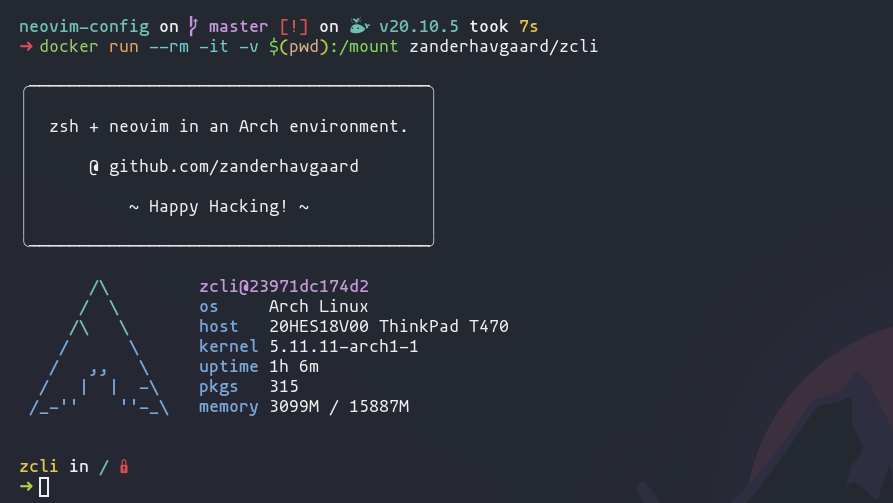 neovim-config on master [!] on v20.10.5 took 7s
➜ docker run --rm -it -v $(pwd):/mount zanderhavgaard/zcli
zsh + neovim in an Arch environment.
@ github.com/zanderhavgaard
~ Happy Hacking! ~
zcli@23971dc174d2
os Arch Linux
host 20HES18V00 ThinkPad T470
kernel 5.11.11-arch1-1
uptime 1h 6m
pkgs 315
memory 3099M / 15887M
zcli in /
➜